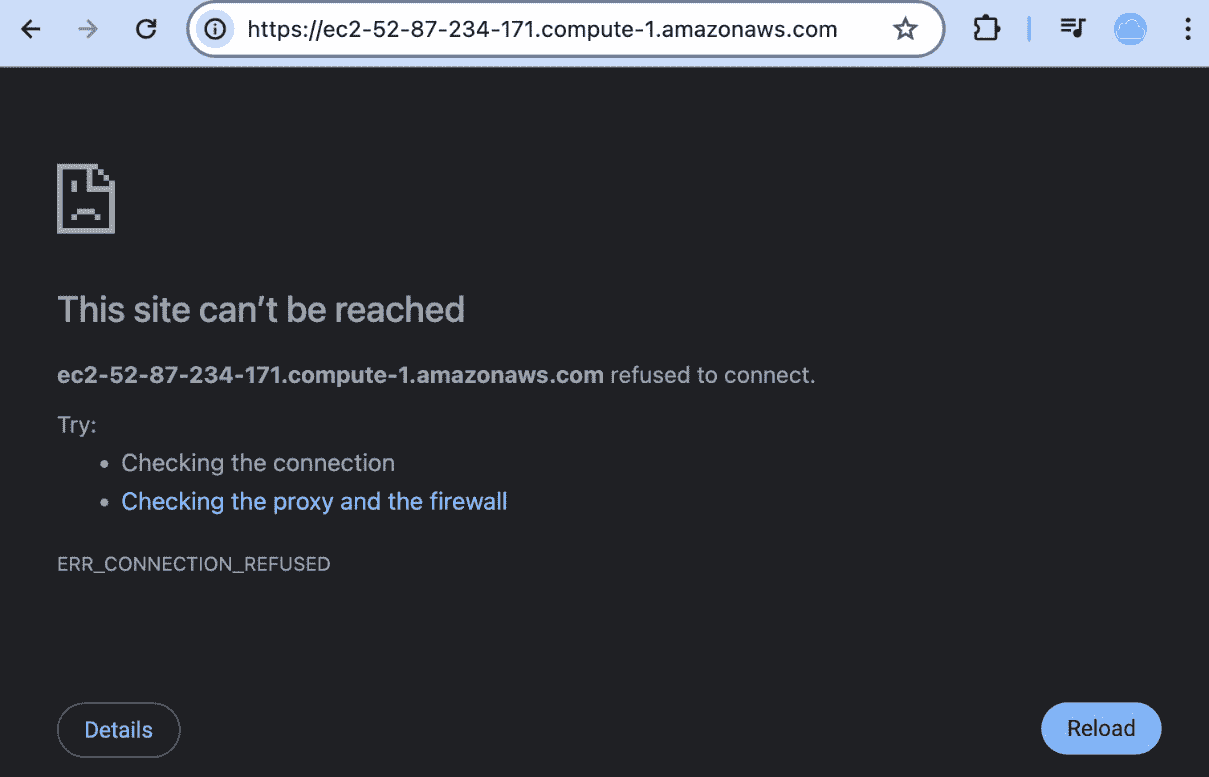 https://ec2-52-87-234-171.compute-1.amazonaws.com
This site can’t be reached
ec2-52-87-234-171.compute-1.amazonaws.com refused to connect.
Try:
• Checking the connection
• Checking the proxy and the firewall
ERR_CONNECTION_REFUSED
Details
Reload